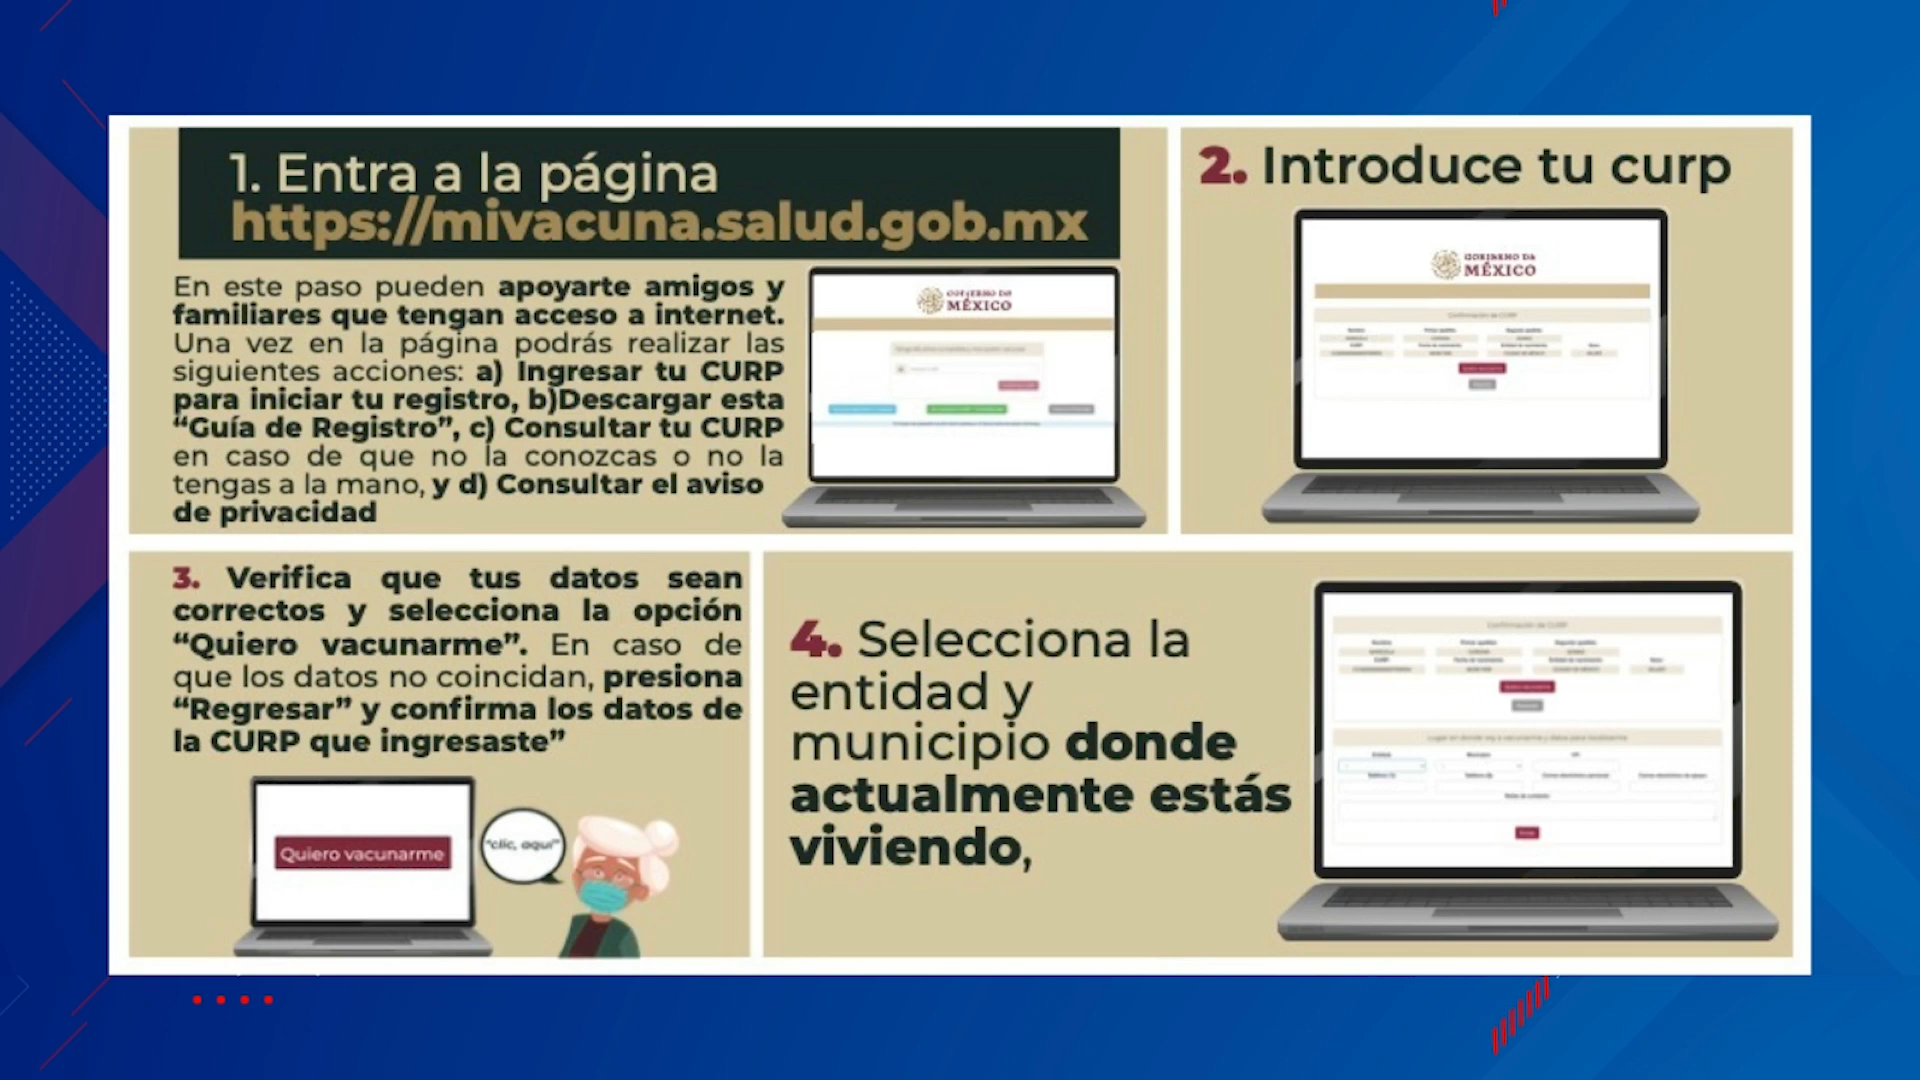 1. Entra a la página
https://mivacuna.salud.gob.mx
En este paso pueden apoyarte amigos y
familiares que tengan acceso a internet.
Una vez en la página podrás realizar las
siguientes acciones: a) Ingresar tu CURP
para iniciar tu registro, b)Descargar esta
“Guía de Registro”, c) Consultar tu CURP
en caso de que no la conozcas o no la
tengas a la mano, y d) Consultar el aviso
de privacidad
GOBIERNO DE
MÉXICO
2. Introduce tu curp
GOBIERNO DE
MÉXICO
Confirmación de CURP
3. Verifica que tus datos sean
correctos y selecciona la opción
“Quiero vacunarme”. En caso de
que los datos no coincidan, presiona
“Regresar” y confirma los datos de
la CURP que ingresaste”
Quiero vacunarme
“clic, aquí”
4. Selecciona la
entidad y
municipio donde
actualmente estás
viviendo,
Confirmación de CURP